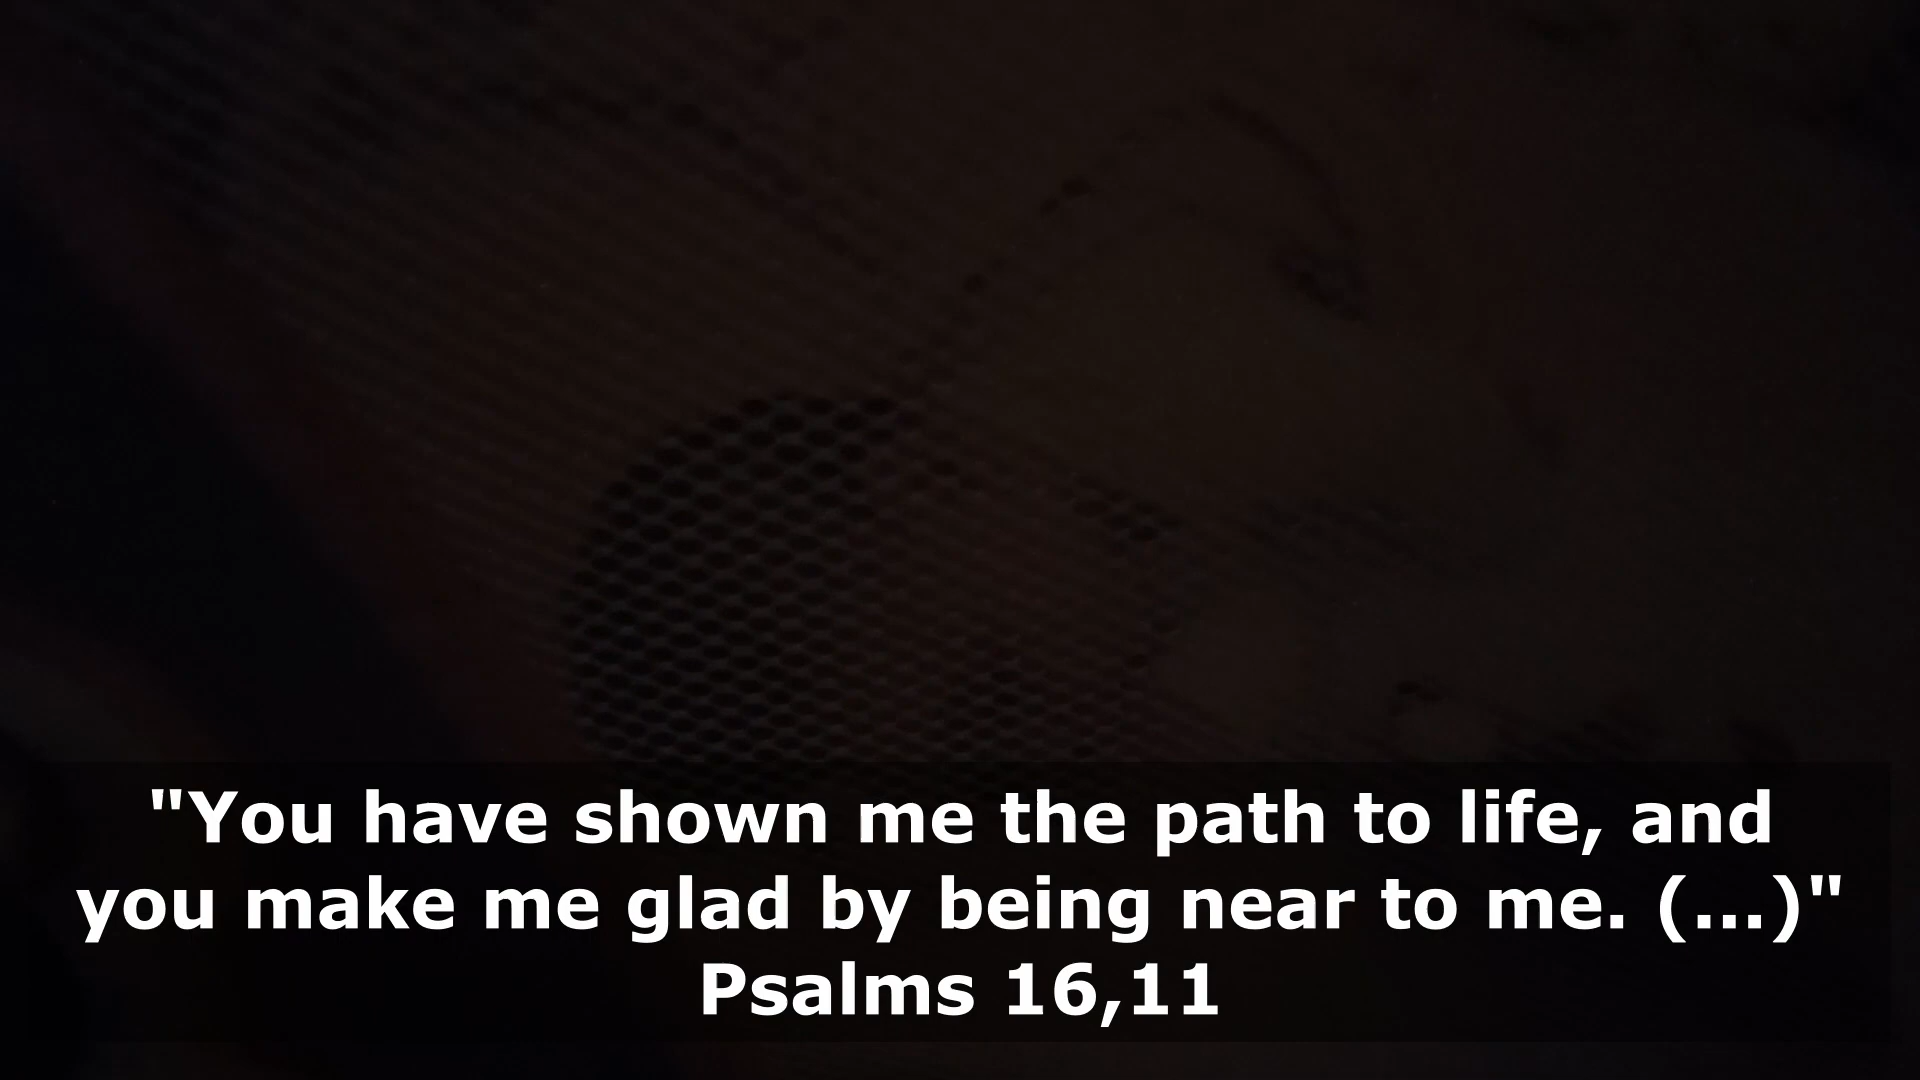 "You have shown me the path to life, and
you make me glad by being near to me. (...)"
Psalms 16,11